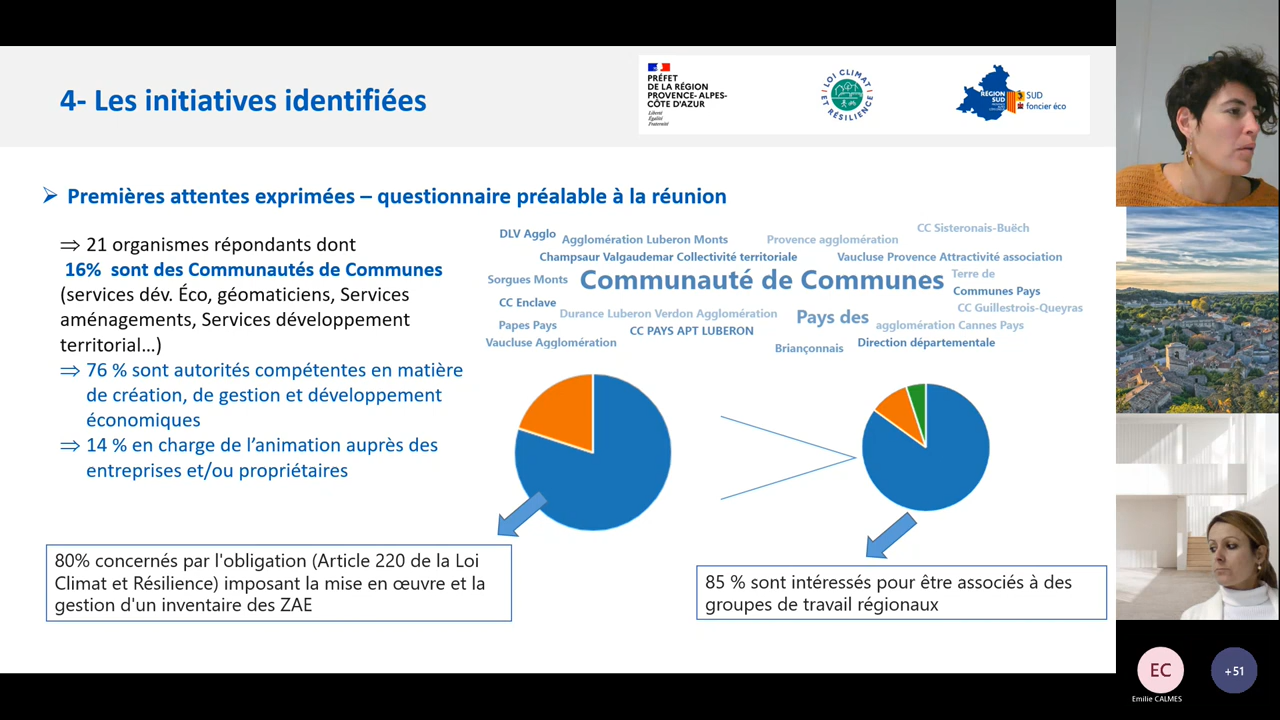 4- Les initiatives identifiées
PRÉFET
DE LA RÉGION
PROVENCE- ALPES-
CÔTE D'AZUR
Liberté
Égalité
Fraternité
LOI CLIMAT
ET RÉSILIENCE
RÉGION
SUD
SUD
foncier éco
➢ Premières attentes exprimées – questionnaire préalable à la réunion
⇒ 21 organismes répondants dont
16% sont des Communautés de Communes
(services dév. Éco, géomaticiens, Services
aménagements, Services développement
territorial…)
⇒ 76 % sont autorités compétentes en matière
de création, de gestion et développement
économiques
⇒ 14 % en charge de l’animation auprès des
entreprises et/ou propriétaires
DLV Agglo
Agglomération Luberon Monts
Provence agglomération
CC Sisteronais-Buëch
Champsaur Valgaudemar Collectivité territoriale
Vaucluse Provence Attractivité association
Sorgues Monts
Communauté de Communes
Terre de
Communes Pays
CC Enclave
Durance Luberon Verdon Agglomération
Pays des
CC Guillestrois-Queyras
Papes Pays
CC PAYS APT LUBERON
agglomération Cannes Pays
Vaucluse Agglomération
Briançonnais
Direction départementale
80% concernés par l'obligation (Article 220 de la Loi
Climat et Résilience) imposant la mise en œuvre et la
gestion d'un inventaire des ZAE
85 % sont intéressés pour être associés à des
groupes de travail régionaux
EC
Emilie CALMES
+51